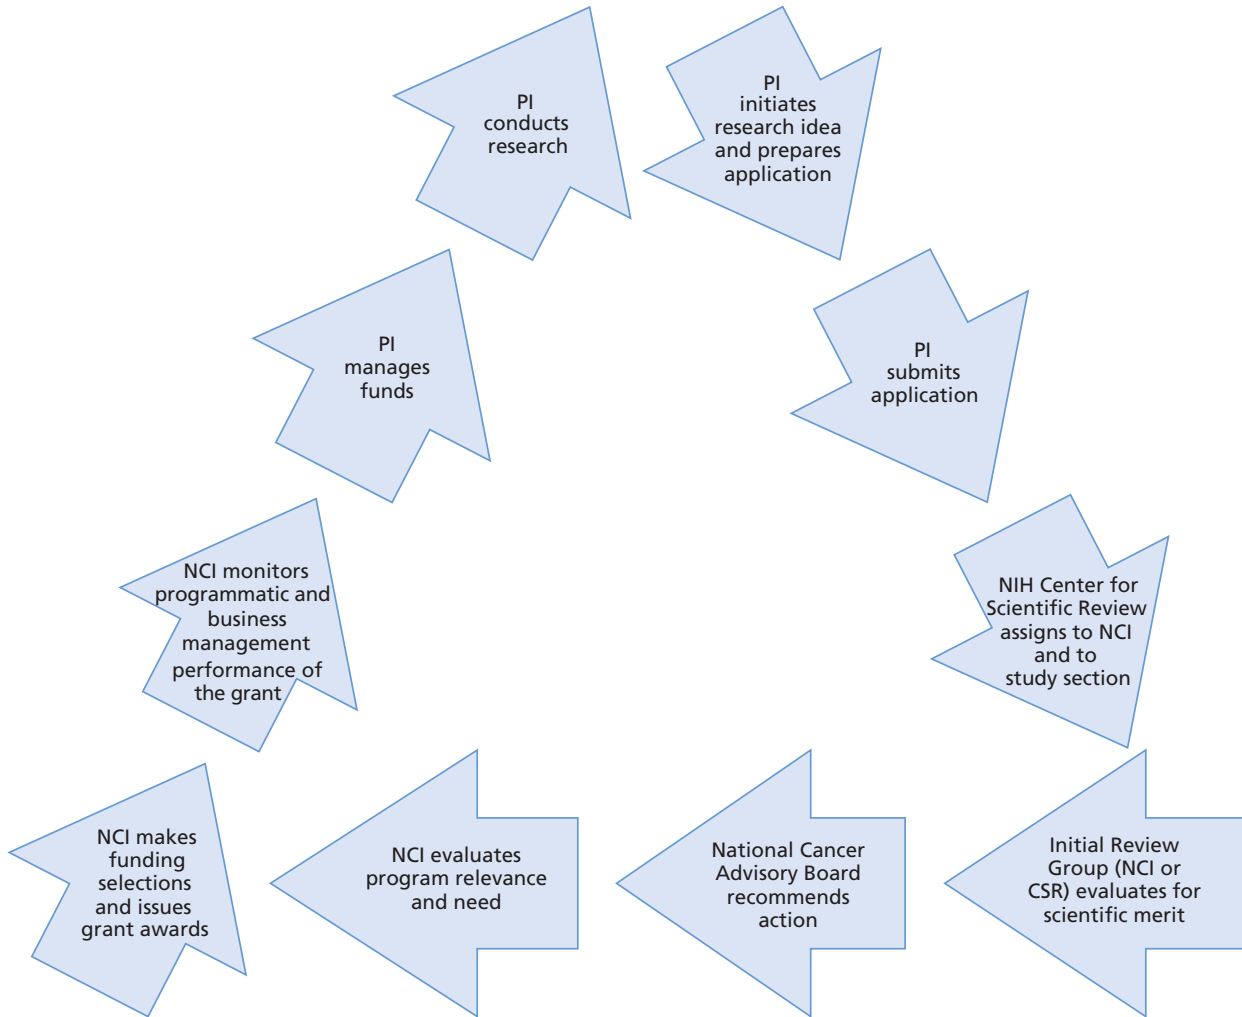 PI
conducts
research
PI
initiates
research idea
and prepares
application
PI
manages
funds
PI
submits
application
NCI monitors
programmatic and
business
management
performance of
the grant
NIH Center for
Scientific Review
assigns to NCI
and to
study section
NCI makes
funding
selections
and issues
grant awards
NCI evaluates
program relevance
and need
National Cancer
Advisory Board
recommends
action
Initial Review
Group (NCI or
CSR) evaluates for
scientific merit